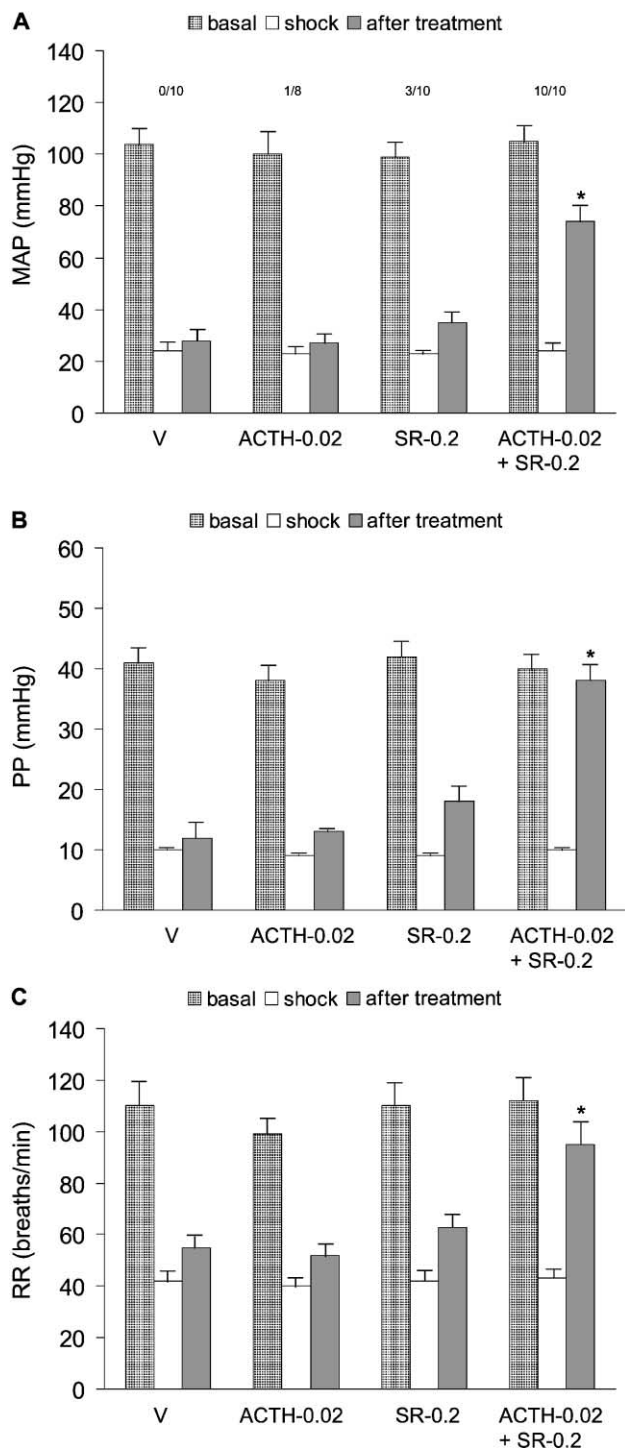 A
basal shock after treatment
MAP (mmHg)
140
120
100
80
60
40
20
0
0/10 1/8 3/10 10/10
*
V ACTH-0.02 SR-0.2 ACTH-0.02
+ SR-0.2
B
basal shock after treatment
PP (mmHg)
60
50
40
30
20
10
0
*
V ACTH-0.02 SR-0.2 ACTH-0.02
+ SR-0.2
C
basal shock after treatment
RR (breaths/min)
140
120
100
80
60
40
20
0
*
V ACTH-0.02 SR-0.2 ACTH-0.02
+ SR-0.2